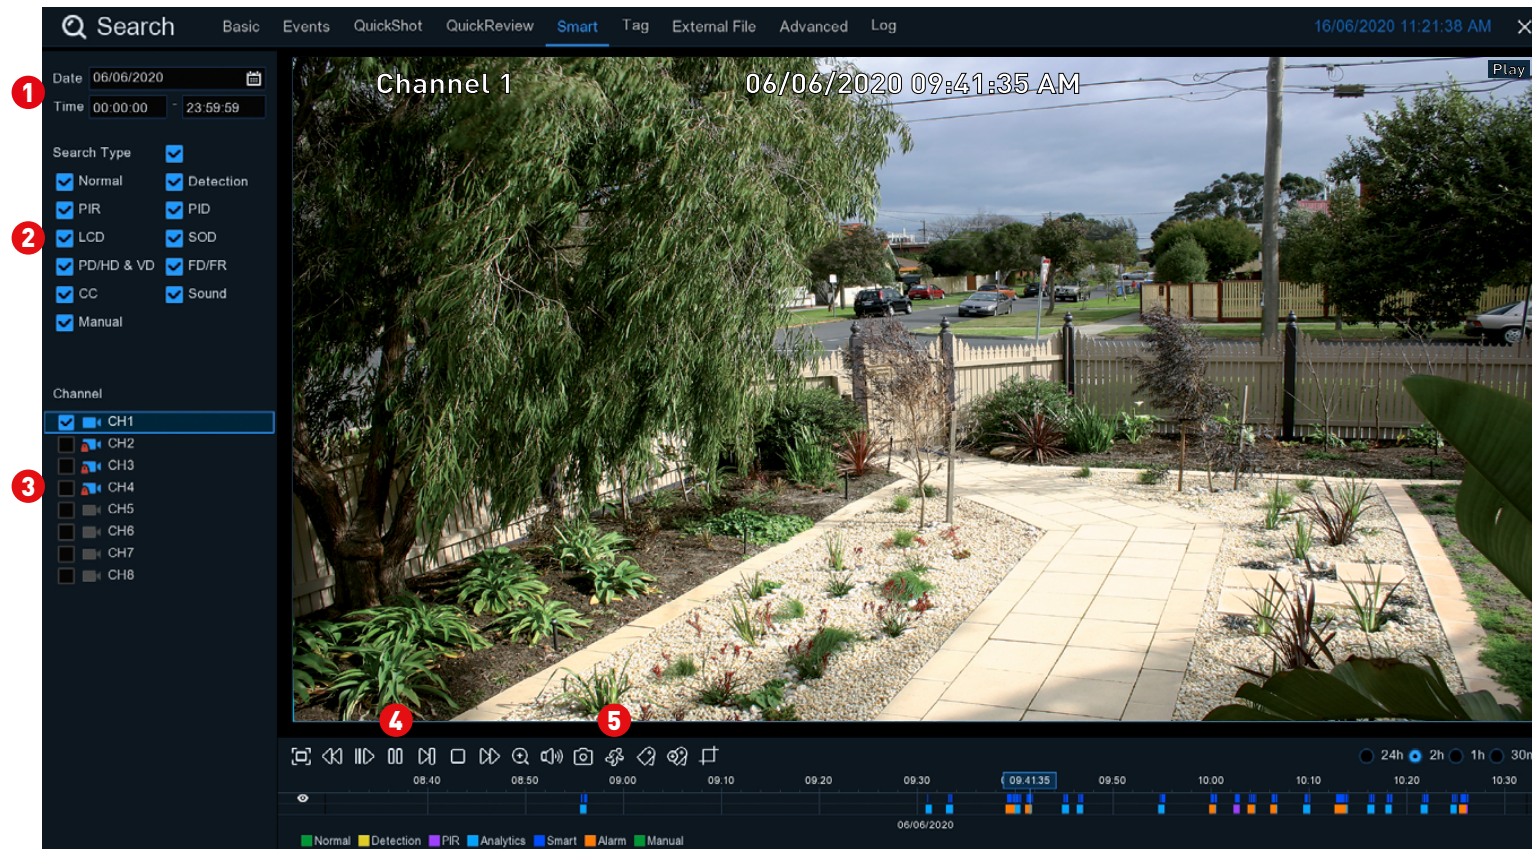 Search Basic Events QuickShot QuickReview Smart Tag External File Advanced Log 16/06/2020 11:21:38 AM
Date 06/06/2020
1
Time 00:00:00 - 23:59:59
Search Type
Normal Detection
PIR PID
2 LCD SOD
PD/HD & VD FD/FR
CC Sound
Manual
Channel
CH1
CH2
CH3
3 CH4
CH5
CH6
CH7
CH8
Channel 1 06/06/2020 09:41:35 AM Play
4 5
24h 2h 1h 30m
08:40 08:50 09:00 09:10 09:20 09:30 09:41:35 09:50 10:00 10:10 10:20 10:30
06/06/2020
Normal Detection PIR Analytics Smart Alarm Manual